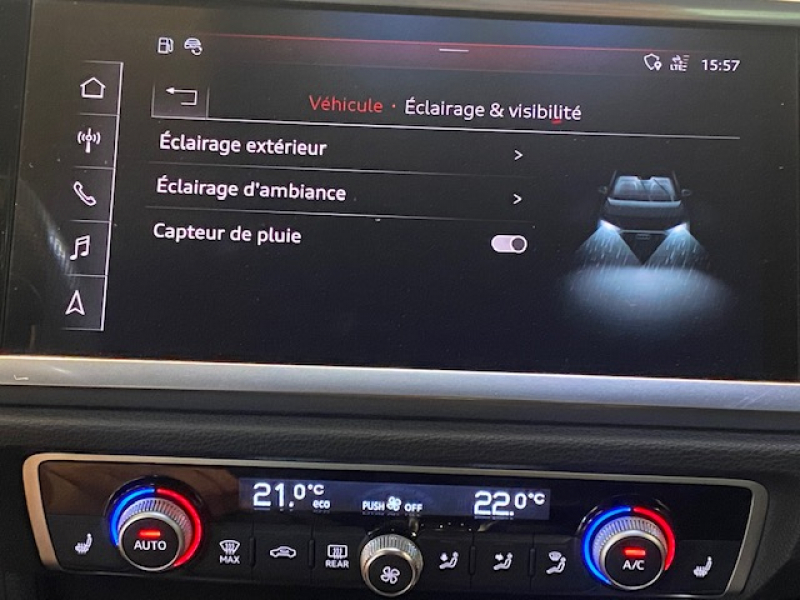 LTE 15:57
Véhicule · Éclairage & visibilité
Éclairage extérieur >
Éclairage d'ambiance >
Capteur de pluie
21.0°C eco PUSH OFF 22.0°C
AUTO MAX REAR A/C